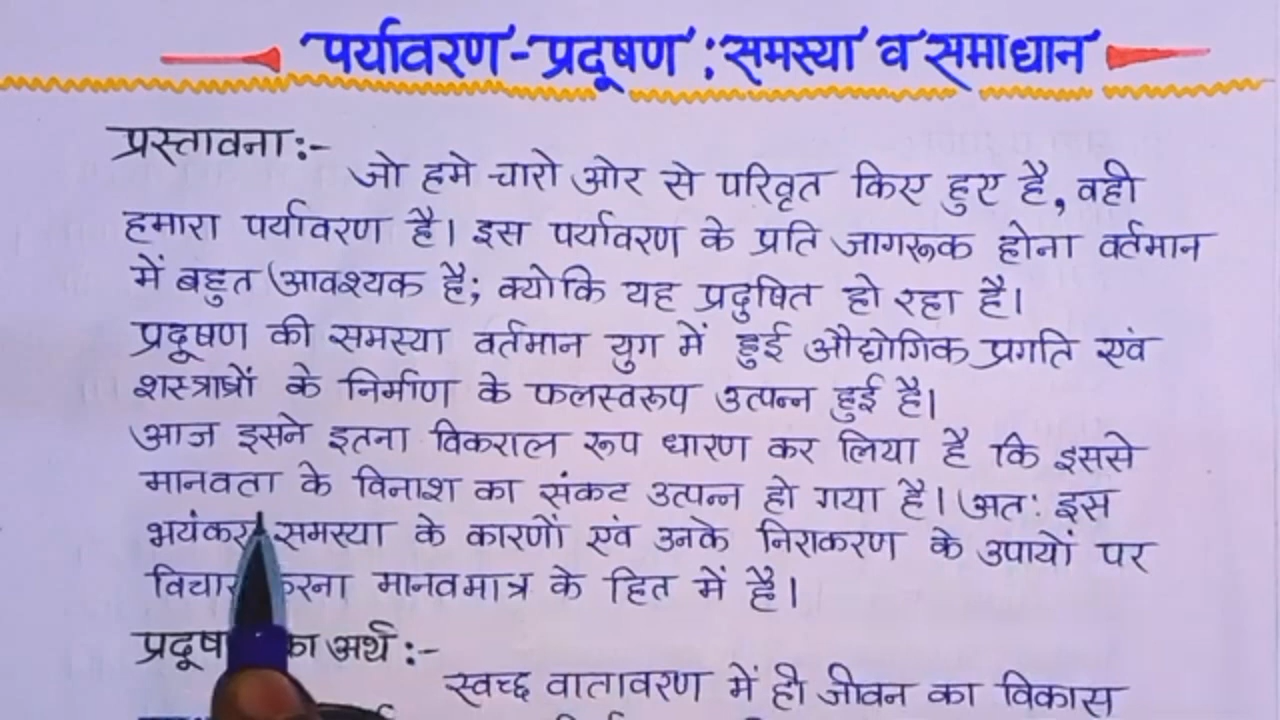 पर्यावरण-प्रदूषण : समस्या व समाधान
प्रस्तावना:-
जो हमे चारो ओर से परिवृत किए हुए है, वही
हमारा पर्यावरण है। इस पर्यावरण के प्रति जागरूक होना वर्तमान
में बहुत आवश्यक है; क्योकि यह प्रदुषित हो रहा है।
प्रदूषण की समस्या वर्तमान युग में हुई औद्योगिक प्रगति एवं
के निर्माण के फलस्वरूप उत्पन्न हुई है।
आज इसने इतना विकराल रूप धारण कर लिया है कि इससे
मानवता के विनाश का संकट उत्पन्न हो गया है। अतः इस
भयंकर समस्या के कारणों एवं उनके निराकरण के उपायों पर
विचार करना मानवमात्र के हित में है।
का अर्थ :-
स्वच्छ वातावरण में ही जीवन का विकास